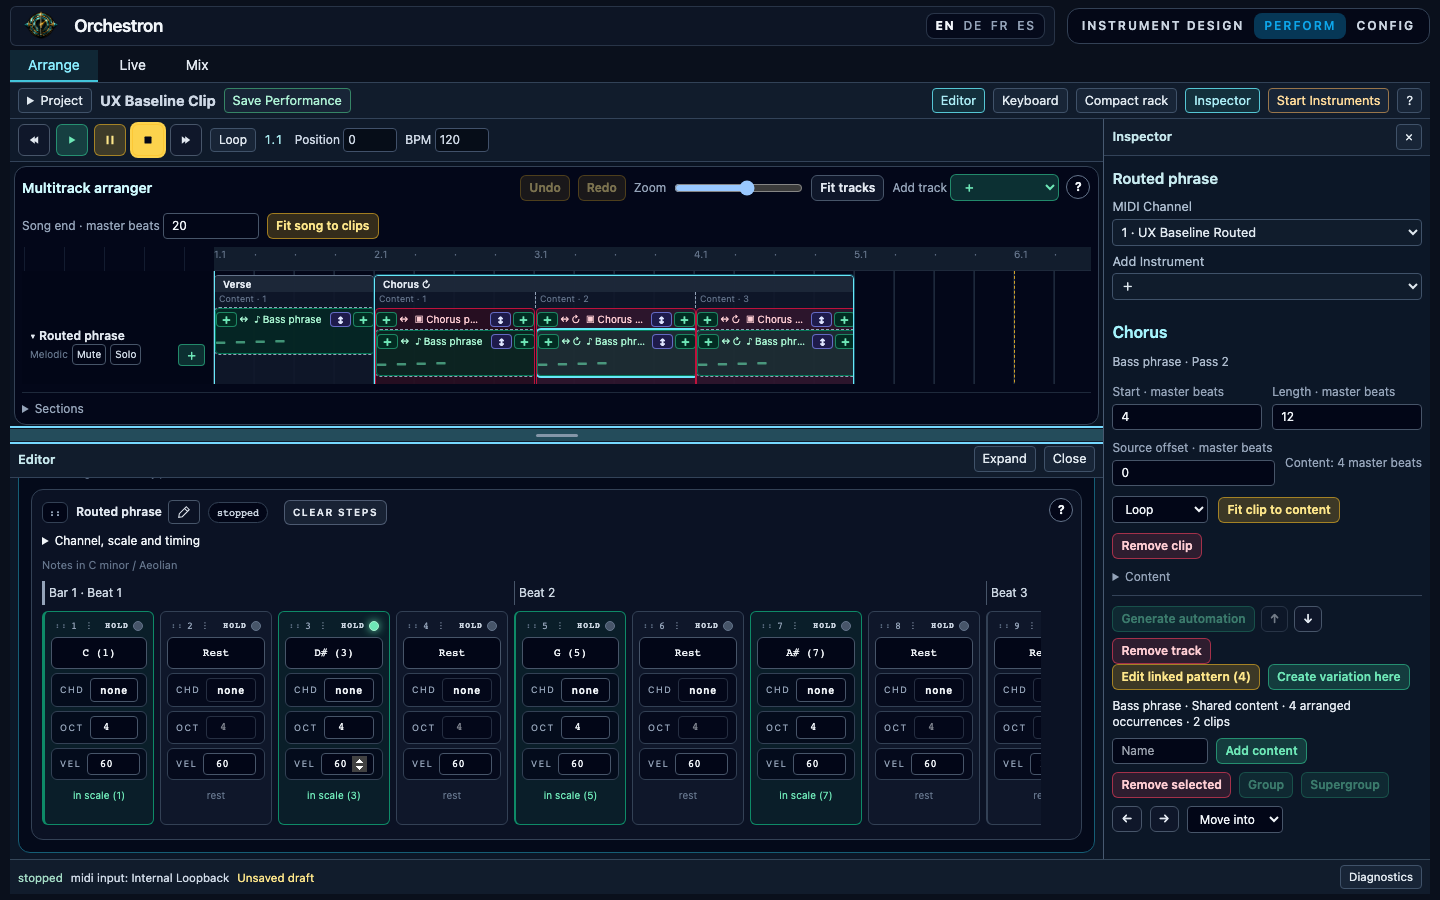 Orchestron
EN DE FR ES
INSTRUMENT DESIGN PERFORM CONFIG
Arrange Live Mix
Project UX Baseline Clip Save Performance
Editor Keyboard Compact rack Inspector Start Instruments ?
Loop 1.1 Position 0 BPM 120
Multitrack arranger Undo Redo Zoom Fit tracks Add track + ?
Song end · master beats 20 Fit song to clips
1.1 2.1 3.1 4.1 5.1 6.1
Verse Chorus
Content · 1 Content · 1 Content · 2 Content · 3
+ Bass phrase + + Chorus p... + + Chorus ... + + Chorus ... +
Routed phrase
Melodic Mute Solo +
+ Bass phrase + + Bass phr... + + Bass phr... +
Sections
Editor Expand Close
Routed phrase stopped CLEAR STEPS ?
Channel, scale and timing
Notes in C minor / Aeolian
Bar 1 · Beat 1 Beat 2 Beat 3
1 HOLD 2 HOLD 3 HOLD 4 HOLD 5 HOLD 6 HOLD 7 HOLD 8 HOLD 9
C (1) Rest D# (3) Rest G (5) Rest A# (7) Rest Re
CHD none CHD none CHD none CHD none CHD none CHD none CHD none CHD none CHD
OCT 4 OCT 4 OCT 4 OCT 4 OCT 4 OCT 4 OCT 4 OCT 4 OCT
VEL 60 VEL 60 VEL 60 VEL 60 VEL 60 VEL 60 VEL 60 VEL 60 VEL
in scale (1) rest in scale (3) rest in scale (5) rest in scale (7) rest re
Inspector ×
Routed phrase
MIDI Channel
1 · UX Baseline Routed
Add Instrument
+
Chorus
Bass phrase · Pass 2
Start · master beats Length · master beats
4 12
Source offset · master beats
0 Content: 4 master beats
Loop Fit clip to content
Remove clip
Content
Generate automation ↑ ↓
Remove track
Edit linked pattern (4) Create variation here
Bass phrase · Shared content · 4 arranged
occurrences · 2 clips
Name Add content
Remove selected Group Supergroup
← → Move into
stopped midi input: Internal Loopback Unsaved draft Diagnostics